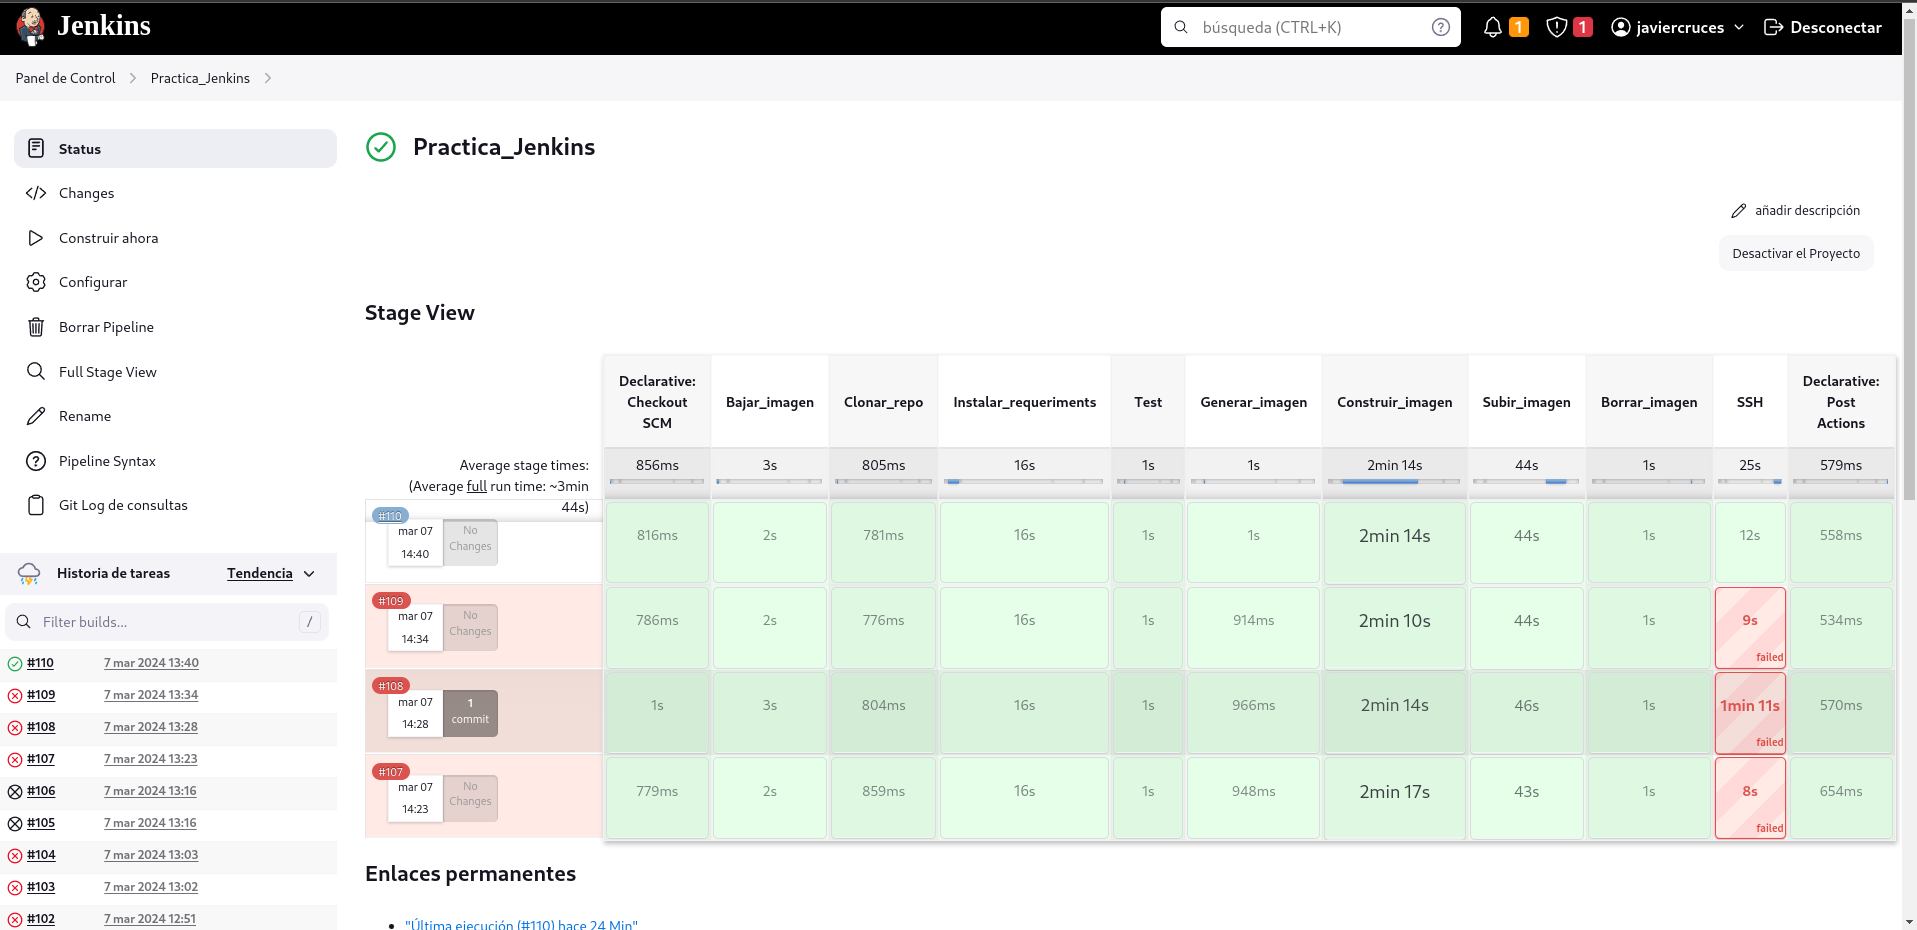 Jenkins
búsqueda (CTRL+K)
1
1
javiercruces
Desconectar
Panel de Control
Practica_Jenkins
Status
Changes
Construir ahora
Configurar
Borrar Pipeline
Full Stage View
Rename
Pipeline Syntax
Git Log de consultas
Historia de tareas
Tendencia
Filter builds...
/
#110 7 mar 2024 13:40
#109 7 mar 2024 13:34
#108 7 mar 2024 13:28
#107 7 mar 2024 13:23
#106 7 mar 2024 13:16
#105 7 mar 2024 13:16
#104 7 mar 2024 13:03
#103 7 mar 2024 13:02
#102 7 mar 2024 12:51
Practica_Jenkins
añadir descripción
Desactivar el Proyecto
Stage View
Declarative: Checkout SCM
Bajar_imagen
Clonar_repo
Instalar_requeriments
Test
Generar_imagen
Construir_imagen
Subir_imagen
Borrar_imagen
SSH
Declarative: Post Actions
Average stage times:
(Average full run time: ~3min
44s)
856ms 3s 805ms 16s 1s 1s 2min 14s 44s 1s 25s 579ms
#110
mar 07
14:40
No
Changes
816ms 2s 781ms 16s 1s 1s 2min 14s 44s 1s 12s 558ms
#109
mar 07
14:34
No
Changes
786ms 2s 776ms 16s 1s 914ms 2min 10s 44s 1s 9s 534ms
failed
#108
mar 07
14:28
1
commit
1s 3s 804ms 16s 1s 966ms 2min 14s 46s 1s 1min 11s 570ms
failed
#107
mar 07
14:23
No
Changes
779ms 2s 859ms 16s 1s 948ms 2min 17s 43s 1s 8s 654ms
failed
Enlaces permanentes
"Última ejecución (#110) hace 24 Min"